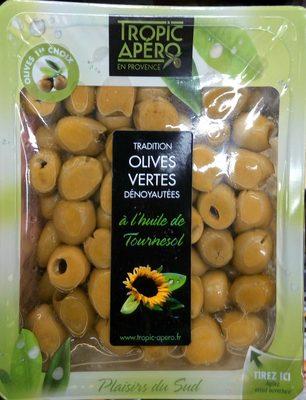 TROPIC
APÉRO
EN PROVENCE
OLIVES 1ER CHOIX
TRADITION
OLIVES
VERTES
DÉNOYAUTÉES
à l'huile de
Tournesol
www.tropic-apero.fr
TIREZ ICI
Plaisirs du Sud